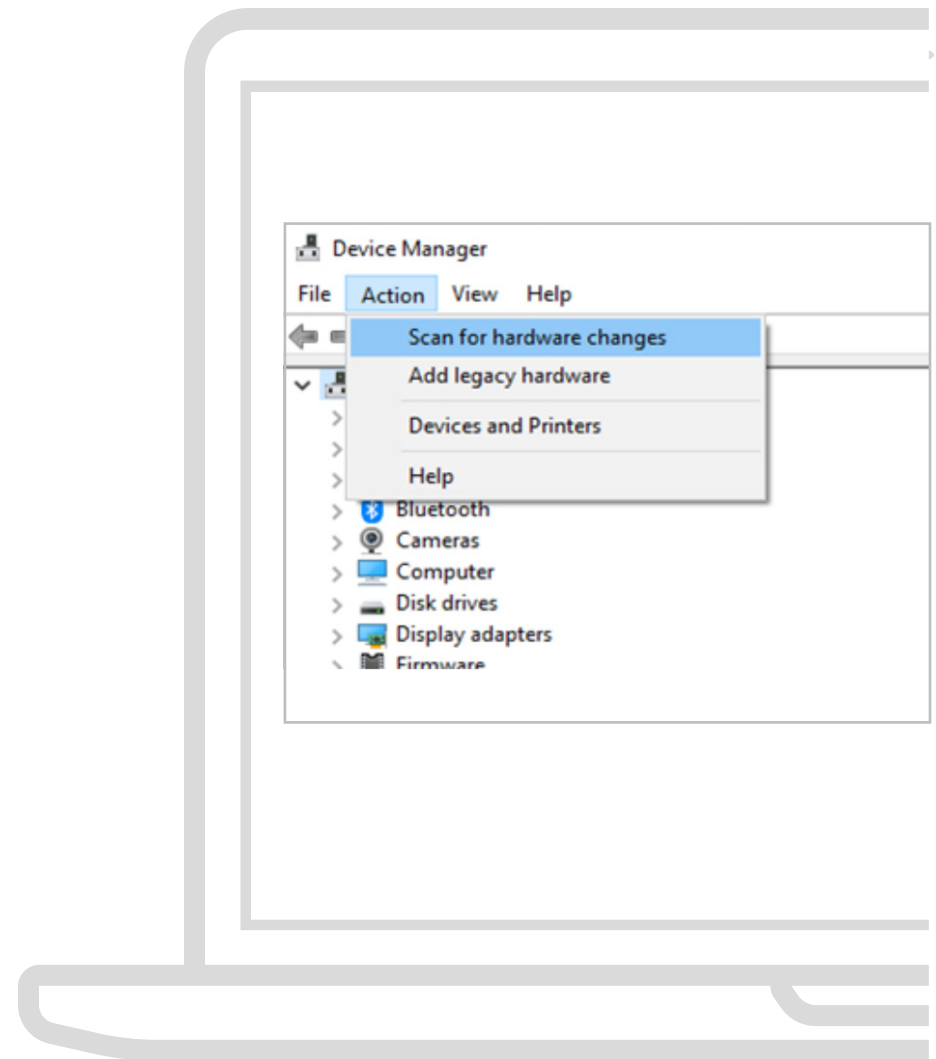 Device Manager
File Action View Help
Scan for hardware changes
Add legacy hardware
Devices and Printers
Help
Bluetooth
Cameras
Computer
Disk drives
Display adapters
Firmware